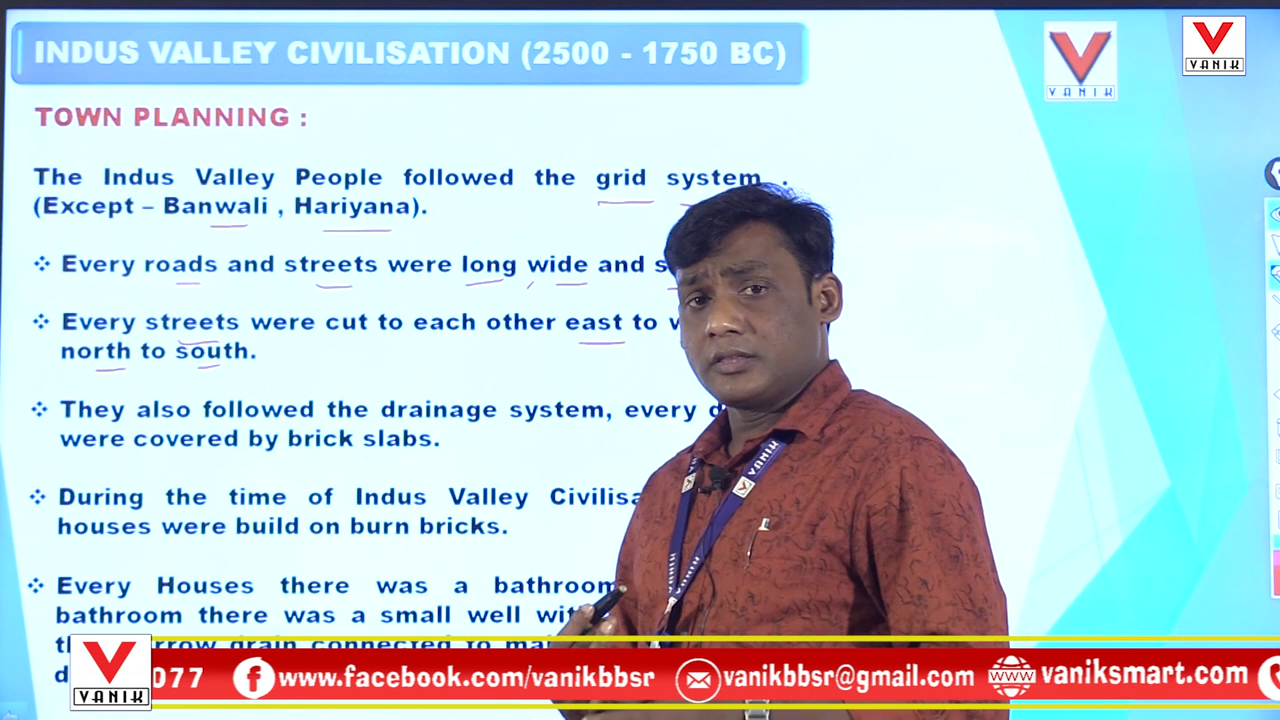 INDUS VALLEY CIVILISATION (2500 - 1750 BC)
VANIK
VANIK
TOWN PLANNING :
The Indus Valley People followed the grid system .
(Except – Banwali , Hariyana).
❖ Every roads and streets were long wide and
❖ Every streets were cut to each other east to
north to south.
❖ They also followed the drainage system, every
were covered by brick slabs.
❖ During the time of Indus Valley
houses were build on burn bricks.
❖ Every Houses there was a bathroom
bathroom there was a small well
drain connected to
VANIK
VANIK
077 www.facebook.com/vanikbbsr vanikbbsr@gmail.com www vaniksmart.com